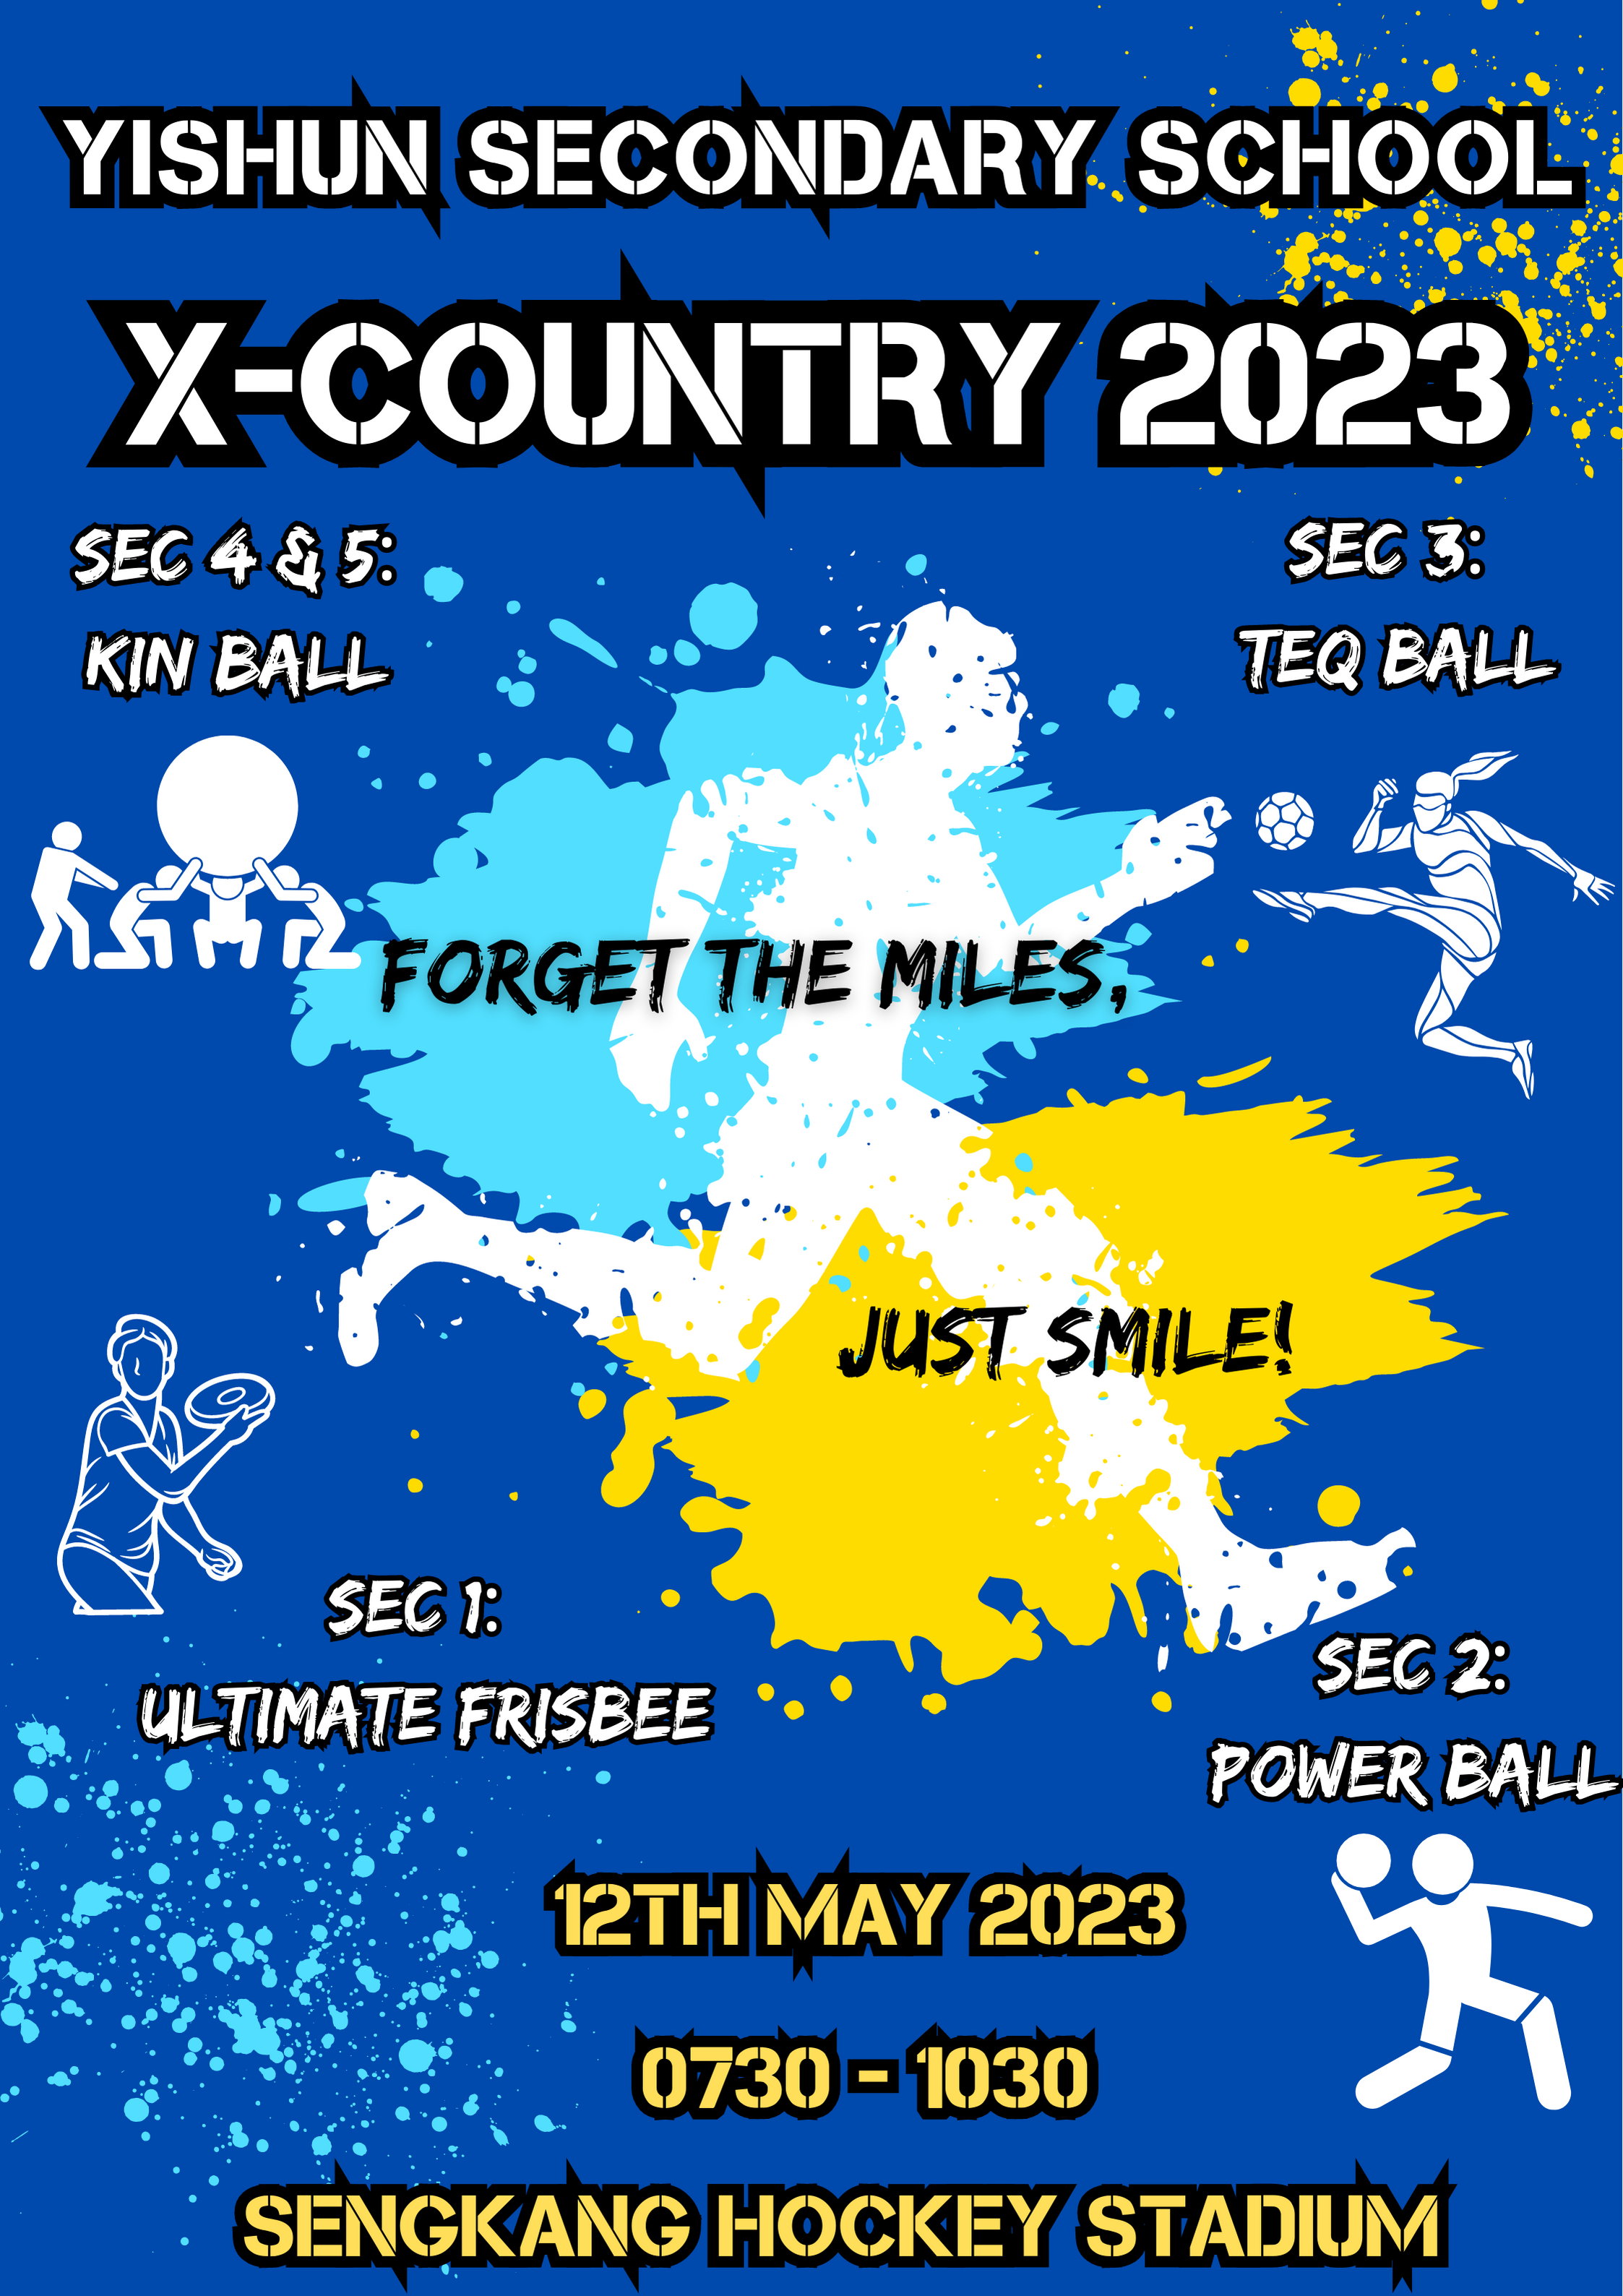 YISHUN SECONDARY SCHOOL
X-COUNTRY 2023
SEC 4 & 5:
KIN BALL
SEC 3:
TEQ BALL
FORGET THE MILES,
JUST SMILE!
SEC 1:
ULTIMATE FRISBEE
SEC 2:
POWER BALL
12TH MAY 2023
0730 - 1030
SENGKANG HOCKEY STADIUM